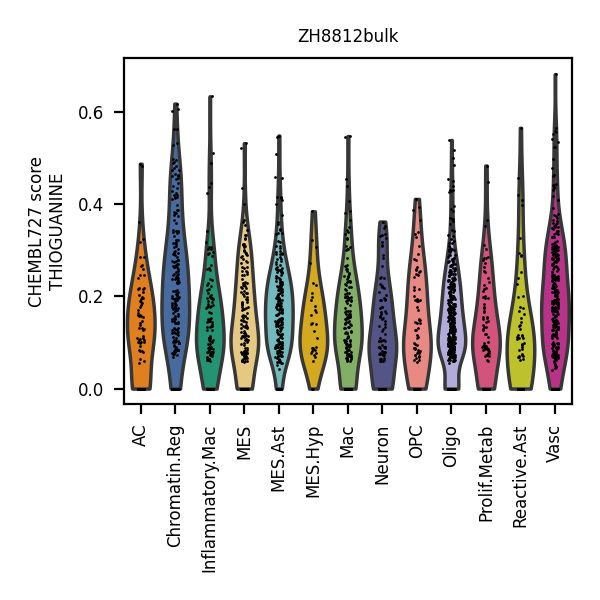 ZH8812bulk
CHEMBL727 score
THIOGUANINE
0.6
0.4
0.2
0.0
AC
Chromatin.Reg
Inflammatory.Mac
MES
MES.Ast
MES.Hyp
Mac
Neuron
OPC
Oligo
Prolif.Metab
Reactive.Ast
Vasc